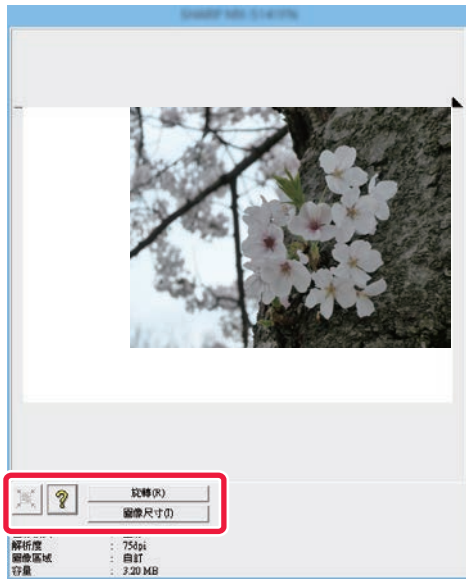 旋轉(R)
圖像尺寸(I)
解析度 : 75dpi
圖像區域 : 自訂
容量 : 3.20 MB